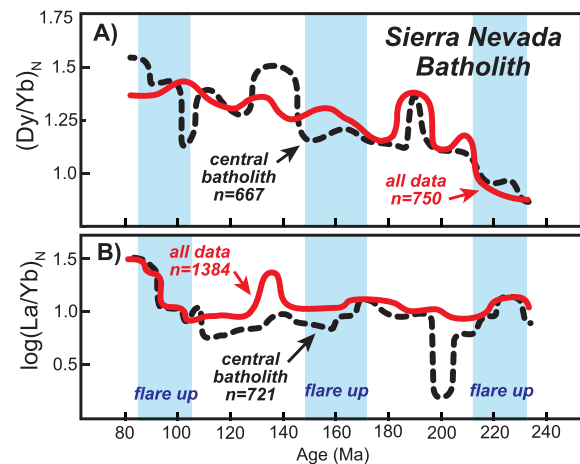 1.75
A)
Sierra Nevada
Batholith
1.5
1.25
1.0
(Dy/Yb)N
central
batholith
n=667
all data
n=750
B)
1.5
1.0
0.5
log(La/Yb)N
all data
n=1384
central
batholith
n=721
flare up
flare up
flare up
80 100 120 140 160 180 200 220 240
Age (Ma)